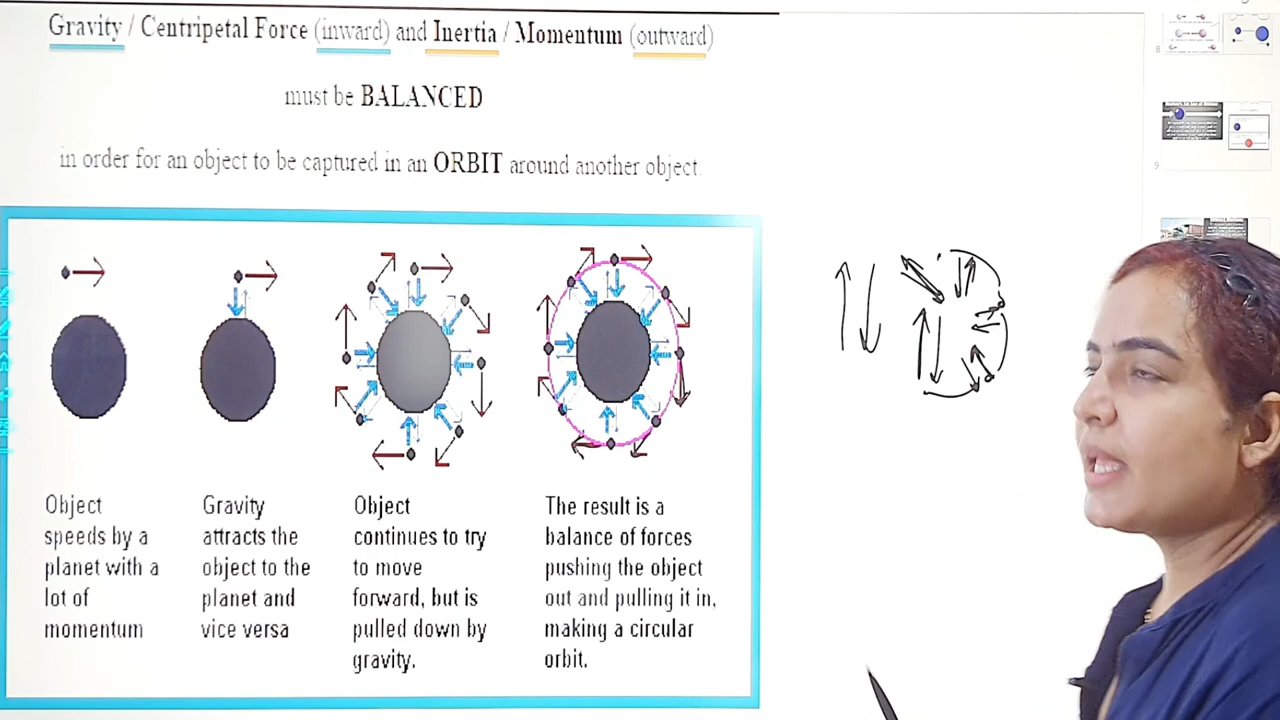 Gravity / Centripetal Force (inward) and Inertia / Momentum (outward)
must be BALANCED
in order for an object to be captured in an ORBIT around another object.
Object
speeds by a
planet with a
lot of
momentum
Gravity
attracts the
object to the
planet and
vice versa
Object
continues to try
to move
forward, but is
pulled down by
gravity.
The result is a
balance of forces
pushing the object
out and pulling it in,
making a circular
orbit.
8
9